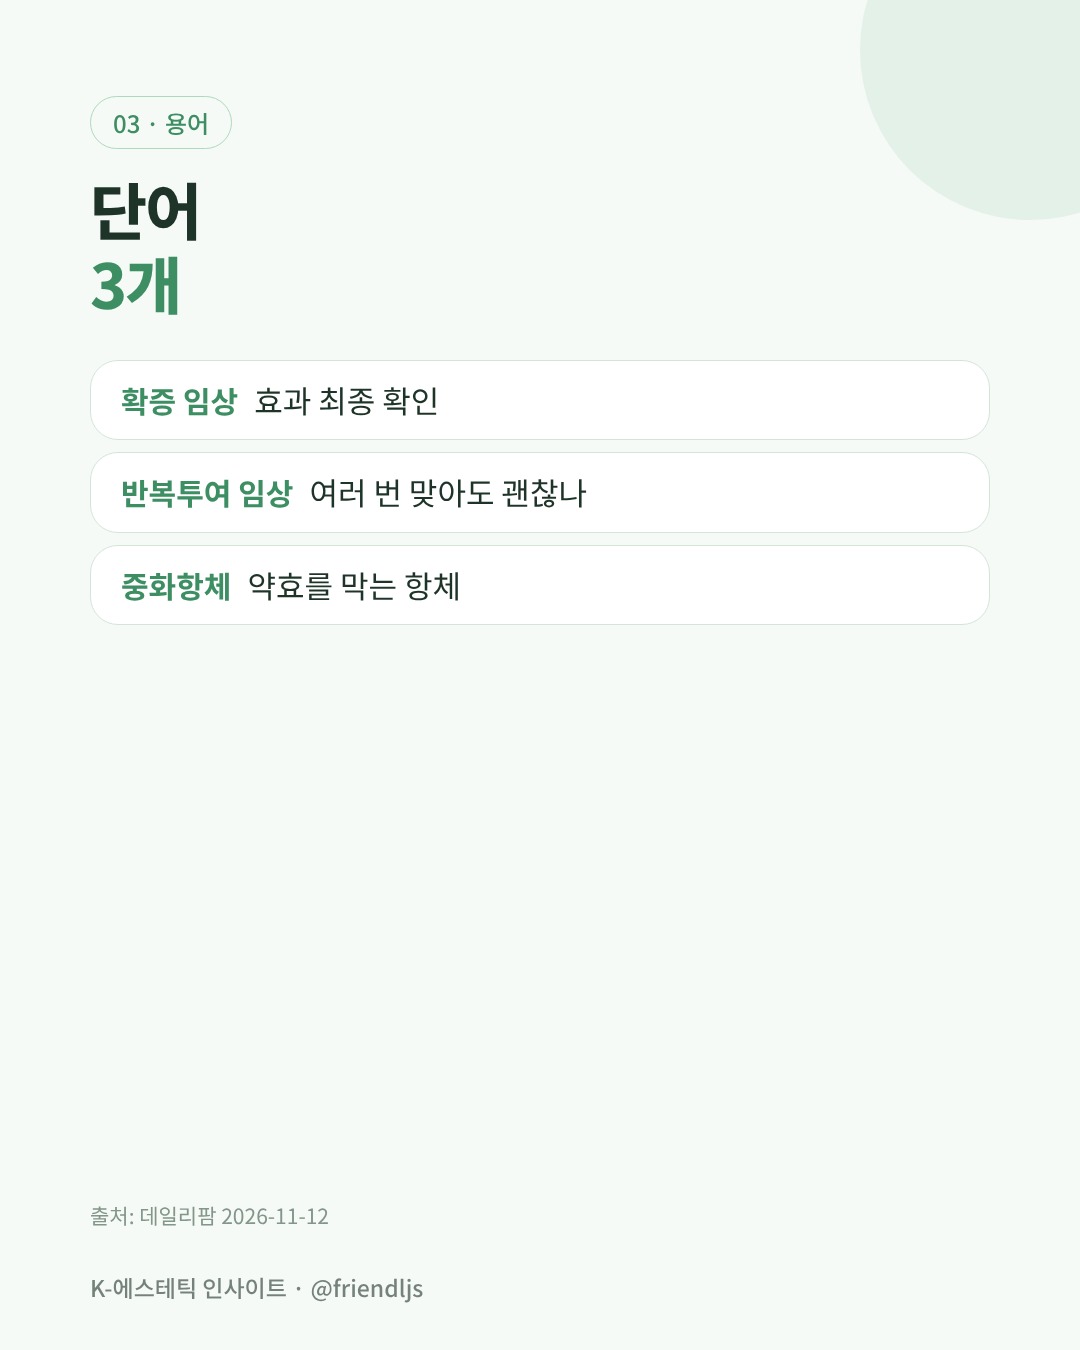 03 · 용어
단어
3개
확증 임상 효과 최종 확인
반복투여 임상 여러 번 맞아도 괜찮나
중화항체 약효를 막는 항체
출처: 데일리팜 2026-11-12
K-에스테틱 인사이트 · @friendljs